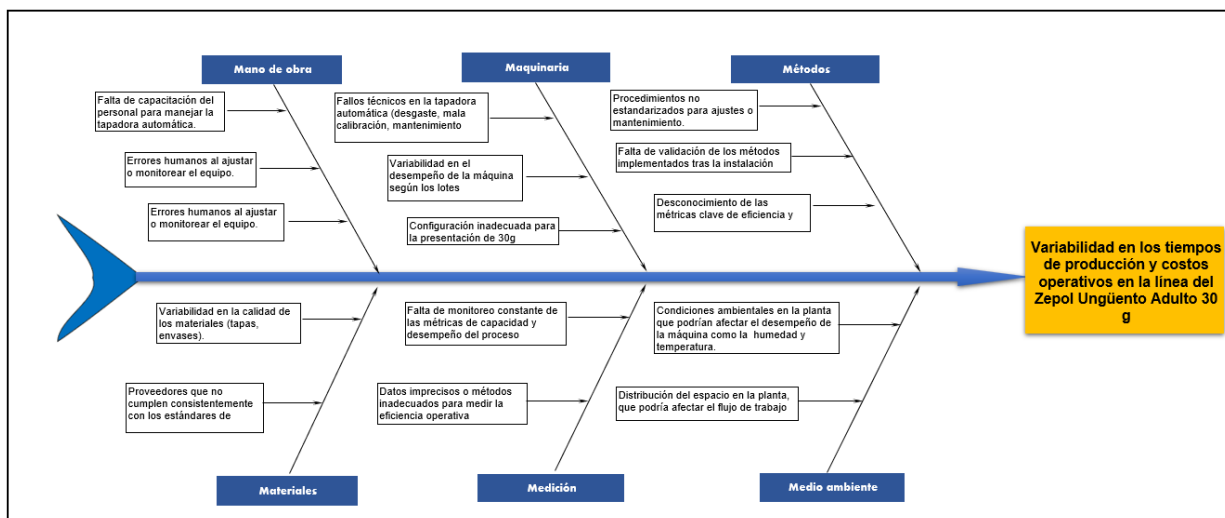 Mano de obra
Maquinaria
Métodos
Falta de capacitación del
personal para manejar la
tapadora automática.
Errores humanos al ajustar
o monitorear el equipo.
Errores humanos al ajustar
o monitorear el equipo.
Fallos técnicos en la tapadora
automática (desgaste, mala
calibración, mantenimiento
Variabilidad en el
desempeño de la máquina
según los lotes
Configuración inadecuada para
la presentación de 30g
Procedimientos no
estandarizados para ajustes o
mantenimiento.
Falta de validación de los métodos
implementados tras la instalación
Desconocimiento de las
métricas clave de eficiencia y
Variabilidad en los tiempos
de producción y costos
operativos en la línea del
Zepol Ungüento Adulto 30
g
Variabilidad en la calidad de
los materiales (tapas,
envases).
Proveedores que no
cumplen consistentemente
con los estándares de
Falta de monitoreo constante de
las métricas de capacidad y
desempeño del proceso
Datos imprecisos o métodos
inadecuados para medir la
eficiencia operativa
Condiciones ambientales en la planta
que podrían afectar el desempeño de
la máquina como la humedad y
temperatura.
Distribución del espacio en la planta,
que podría afectar el flujo de trabajo
Materiales
Medición
Medio ambiente